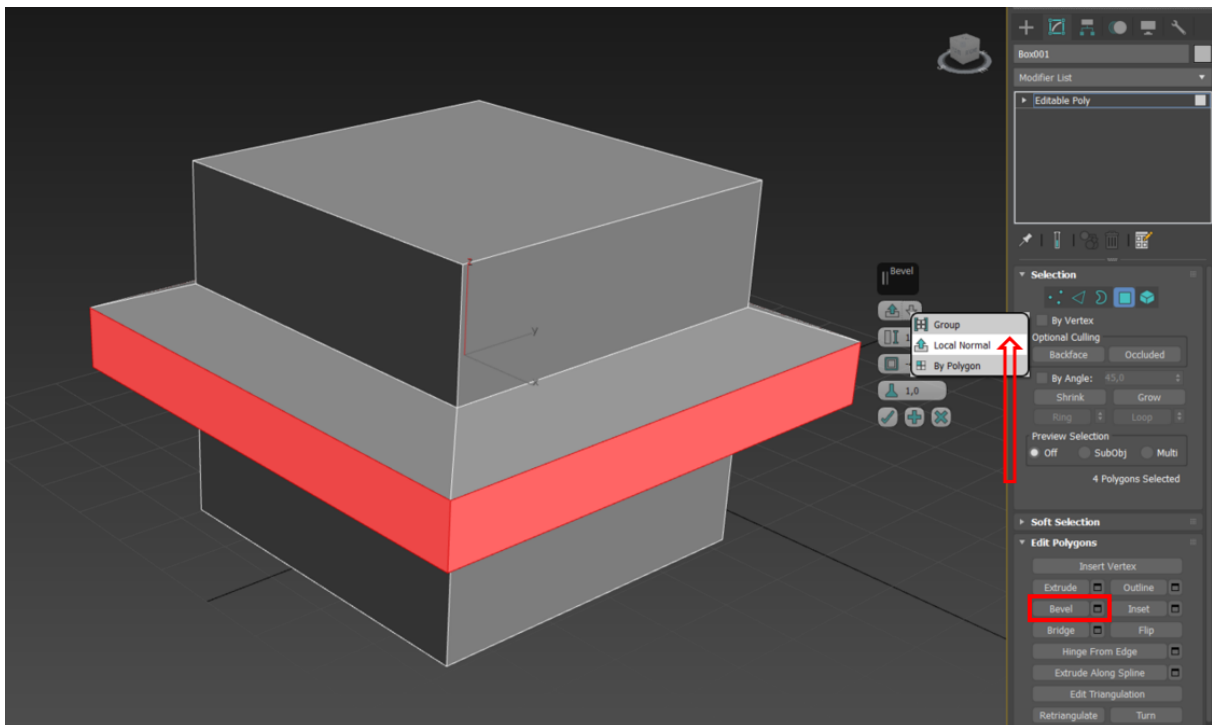 Box001
Modifier List
Editable Poly
z
y
x
Bevel
Group
Local Normal
By Polygon
1,0
Selection
By Vertex
Optional Culling
Backface Occluded
By Angle: 45,0
Shrink Grow
Ring Loop
Preview Selection
Off SubObj Multi
4 Polygons Selected
Soft Selection
Edit Polygons
Insert Vertex
Extrude Outline
Bevel Inset
Bridge Flip
Hinge From Edge
Extrude Along Spline
Edit Triangulation
Retriangulate Turn